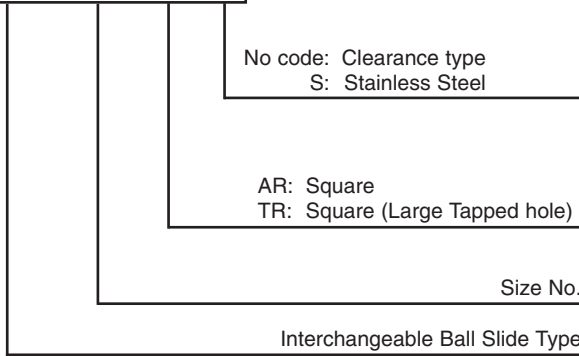 No code: Clearance type
S: Stainless Steel
AR: Square
TR: Square (Large Tapped hole)
Size No.
Interchangeable Ball Slide Type